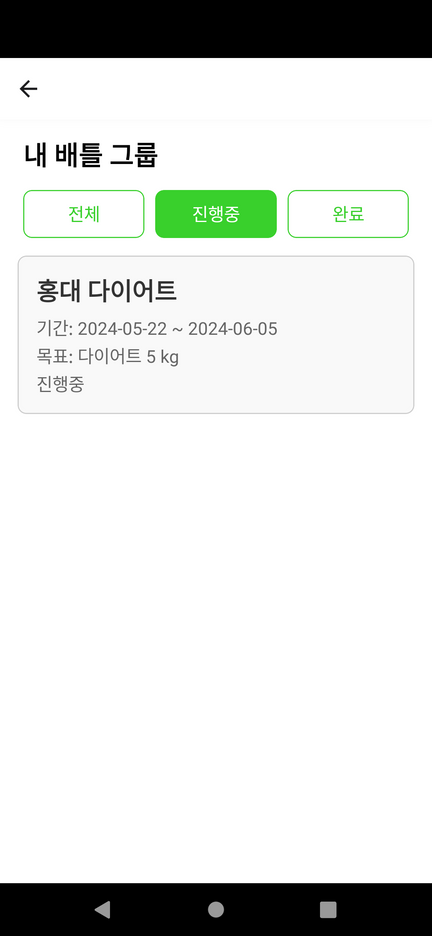 내 배틀 그룹
전체 진행중 완료
홍대 다이어트
기간: 2024-05-22 ~ 2024-06-05
목표: 다이어트 5 kg
진행중